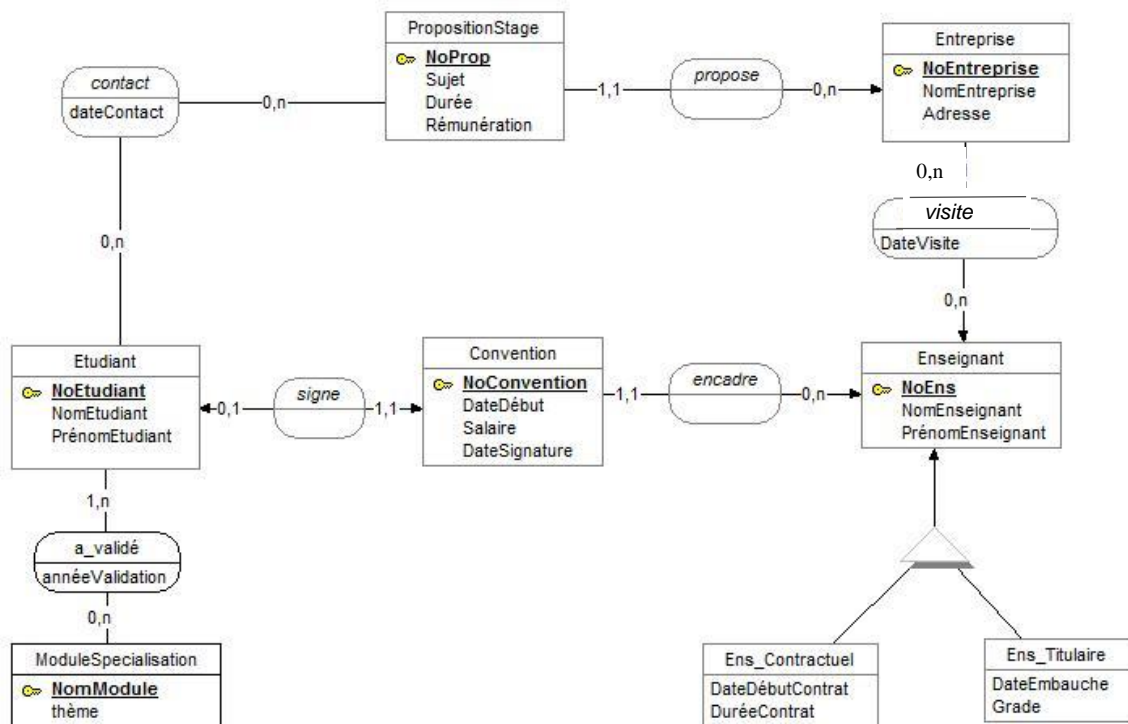 PropositionStage
NoProp
Sujet
Durée
Rémunération
1,1
propose
0,n
Entreprise
NoEntreprise
NomEntreprise
Adresse
contact
dateContact
0,n
0,n
0,n
visite
DateVisite
0,n
Etudiant
NoEtudiant
NomEtudiant
PrénomEtudiant
0,1
signe
1,1
Convention
NoConvention
DateDébut
Salaire
DateSignature
1,1
encadre
0,n
Enseignant
NoEns
NomEnseignant
PrénomEnseignant
1,n
a_validé
annéeValidation
0,n
ModuleSpecialisation
NomModule
thème
Ens_Contractuel
DateDébutContrat
DuréeContrat
Ens_Titulaire
DateEmbauche
Grade